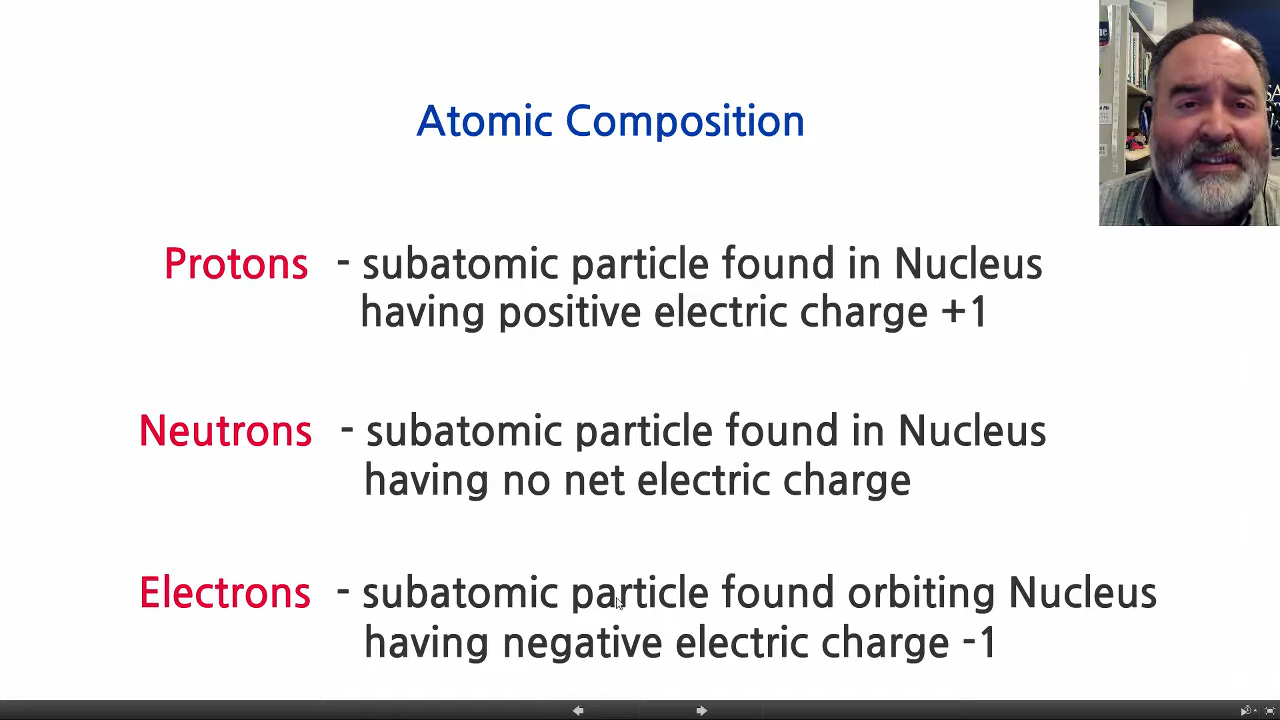 Atomic Composition
Protons - subatomic particle found in Nucleus
having positive electric charge +1
Neutrons - subatomic particle found in Nucleus
having no net electric charge
Electrons - subatomic particle found orbiting Nucleus
having negative electric charge -1